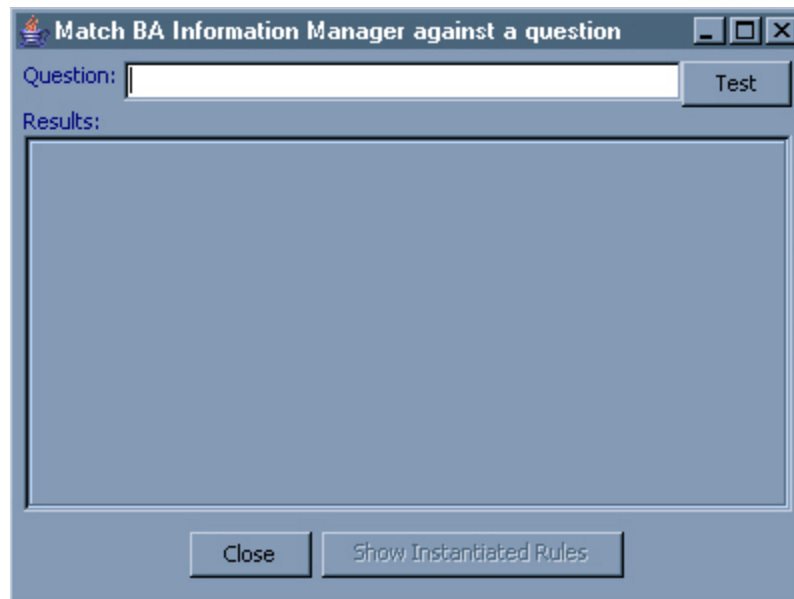 Match BA Information Manager against a question
Question: Test
Results:
Close Show Instantiated Rules